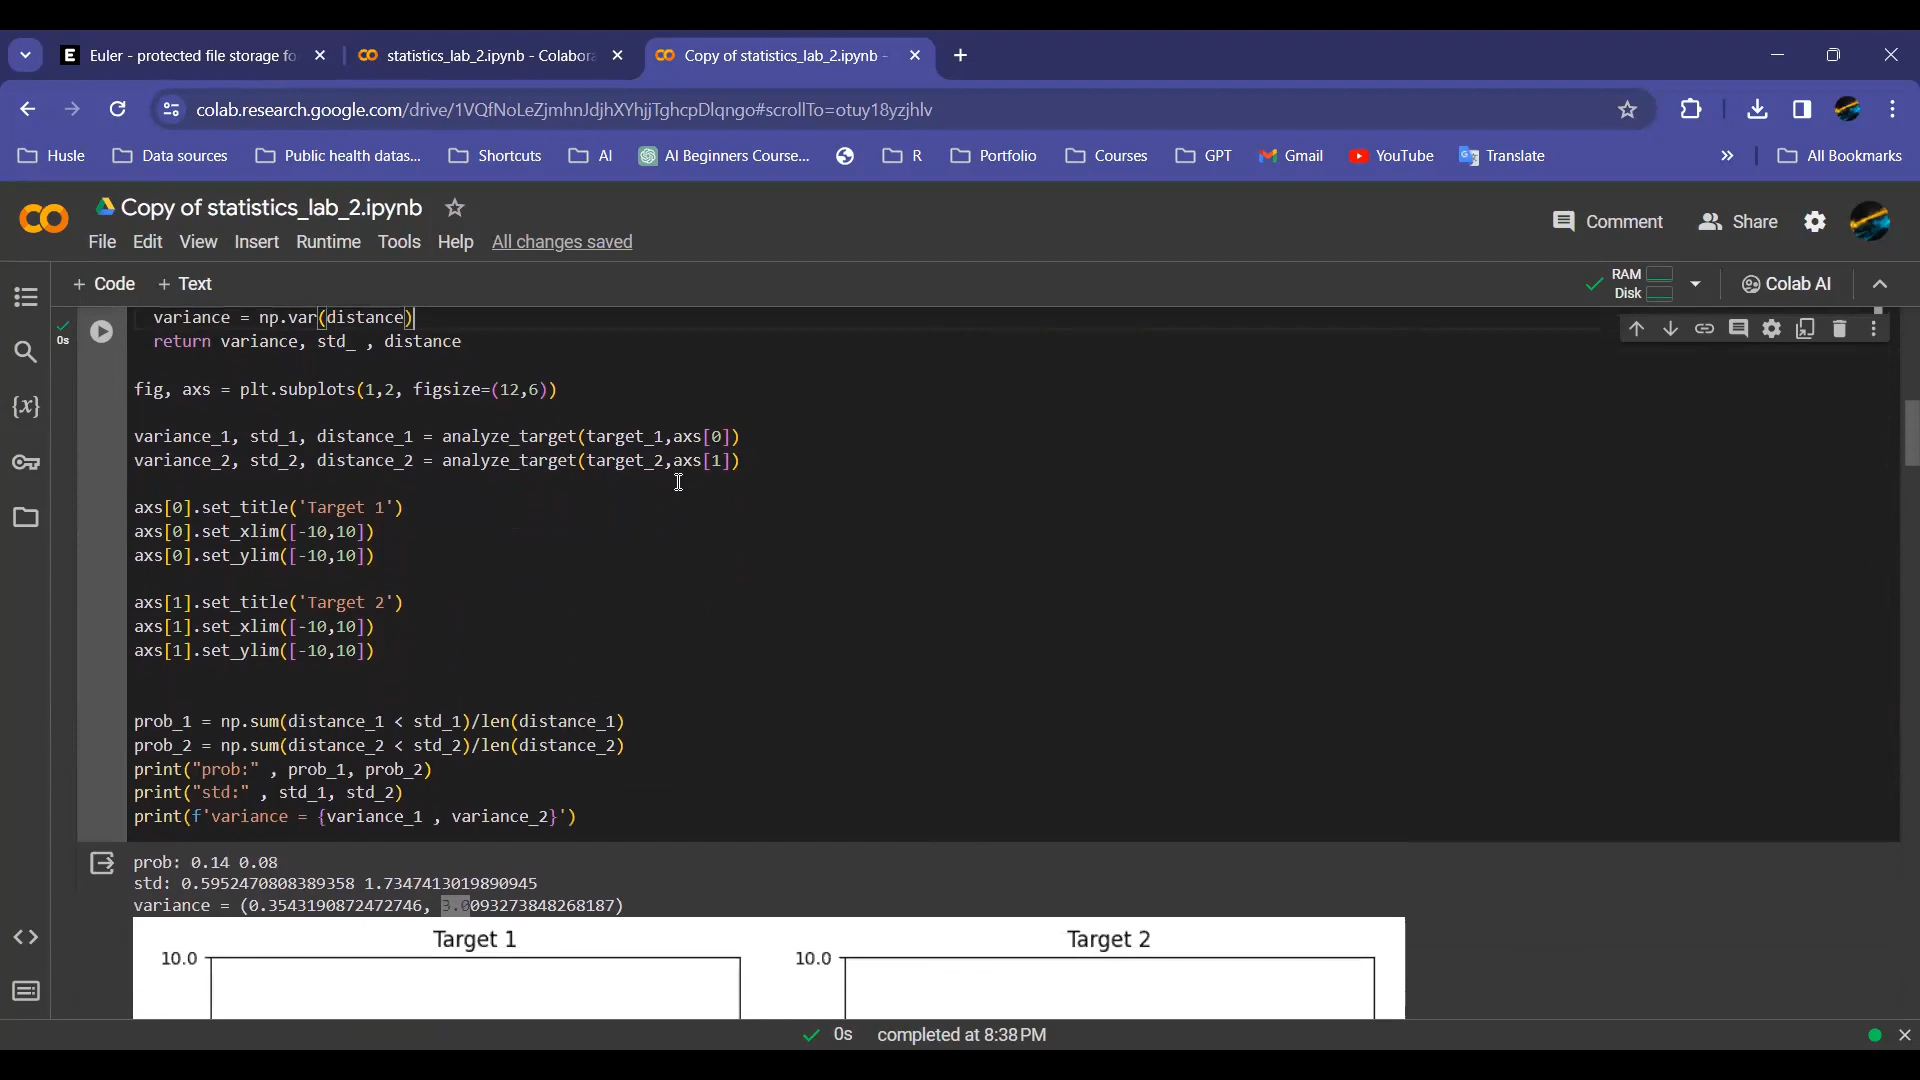 Euler - protected file storage fo
statistics_lab_2.ipynb - Colabora
Copy of statistics_lab_2.ipynb -
colab.research.google.com/drive/1VQfNoLeZjmhnJdjhXYhjjTghcpDlqngo#scrollTo=otuy18yzjhlv
Husle Data sources Public health datas... Shortcuts AI AI Beginners Course... R Portfolio Courses GPT Gmail YouTube Translate » All Bookmarks
Copy of statistics_lab_2.ipynb
Comment Share
File Edit View Insert Runtime Tools Help All changes saved
+ Code + Text
RAM
Disk
Colab AI
0s
variance = np.var(distance)
return variance, std_ , distance
fig, axs = plt.subplots(1,2, figsize=(12,6))
variance_1, std_1, distance_1 = analyze_target(target_1,axs[0])
variance_2, std_2, distance_2 = analyze_target(target_2,axs[1])
axs[0].set_title('Target 1')
axs[0].set_xlim([-10,10])
axs[0].set_ylim([-10,10])
axs[1].set_title('Target 2')
axs[1].set_xlim([-10,10])
axs[1].set_ylim([-10,10])
prob_1 = np.sum(distance_1 < std_1)/len(distance_1)
prob_2 = np.sum(distance_2 < std_2)/len(distance_2)
print("prob:" , prob_1, prob_2)
print("std:" , std_1, std_2)
print(f'variance = {variance_1 , variance_2}')
prob: 0.14 0.08
std: 0.5952470808389358 1.7347413019890945
variance = (0.3543190872472746, 3.0093273848268187)
Target 1 Target 2
10.0 10.0
0s completed at 8:38 PM